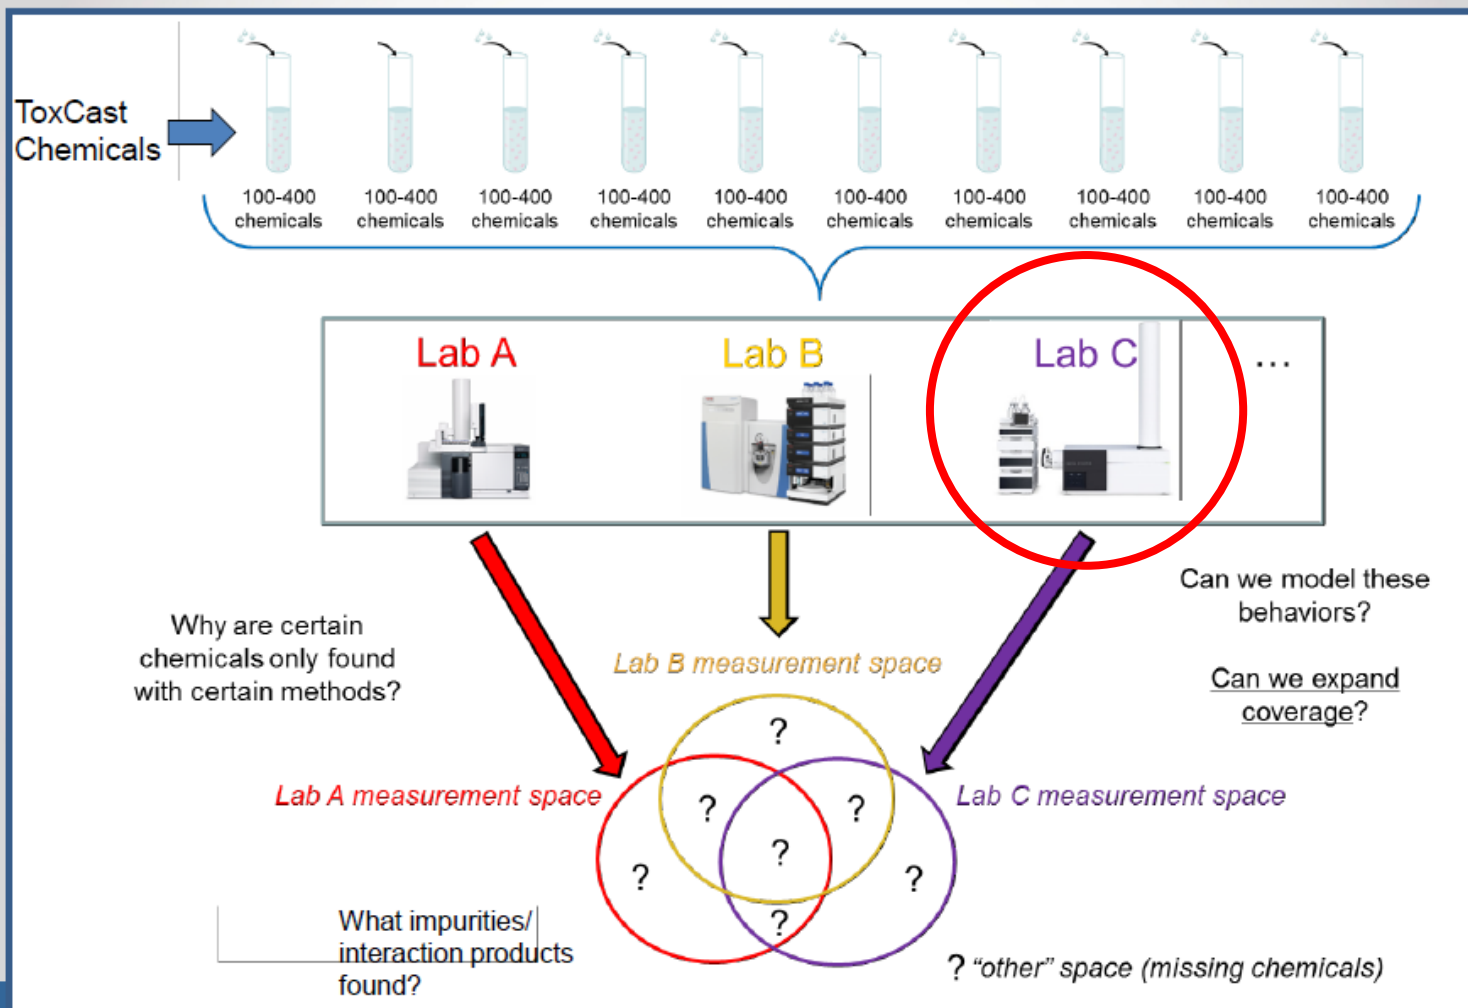 ToxCast
Chemicals
100-400 100-400 100-400 100-400 100-400 100-400 100-400 100-400 100-400 100-400
chemicals chemicals chemicals chemicals chemicals chemicals chemicals chemicals chemicals chemicals
Lab A Lab B Lab C ...
Can we model these
behaviors?
Why are certain
chemicals only found
with certain methods?
Lab B measurement space
Can we expand
coverage?
?
Lab A measurement space
Lab C measurement space
? ?
?
? ?
?
What impurities/
interaction products
found?
? "other" space (missing chemicals)